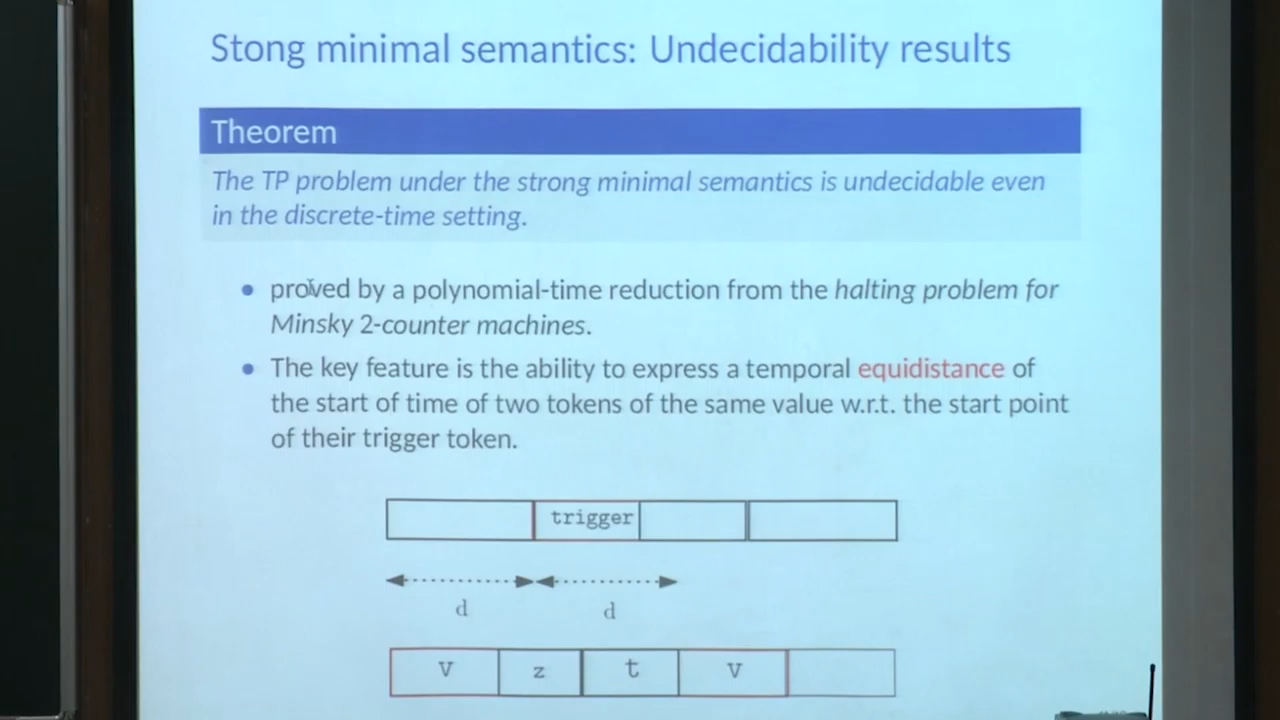 Stong minimal semantics: Undecidability results
Theorem
The TP problem under the strong minimal semantics is undecidable even
in the discrete-time setting.
proved by a polynomial-time reduction from the halting problem for
Minsky 2-counter machines.
The key feature is the ability to express a temporal equidistance of
the start of time of two tokens of the same value w.r.t. the start point
of their trigger token.
trigger
d d
v z t v